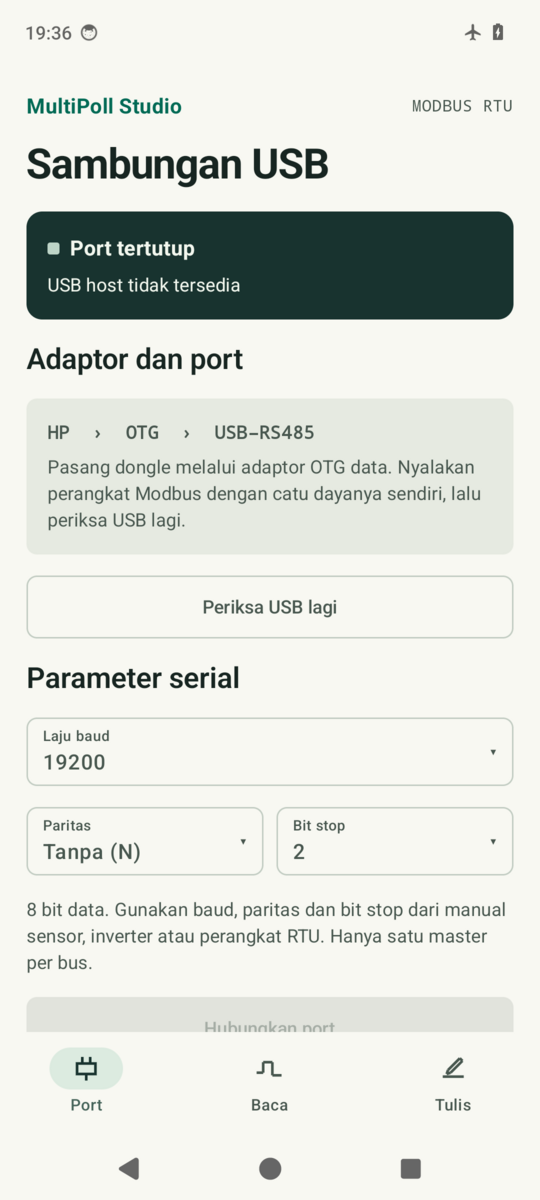 19:36
MultiPoll Studio
MODBUS RTU
Sambungan USB
Port tertutup
USB host tidak tersedia
Adaptor dan port
HP › OTG › USB–RS485
Pasang dongle melalui adaptor OTG data. Nyalakan
perangkat Modbus dengan catu dayanya sendiri, lalu
periksa USB lagi.
Periksa USB lagi
Parameter serial
Laju baud
19200
Paritas
Tanpa (N)
Bit stop
2
8 bit data. Gunakan baud, paritas dan bit stop dari manual
sensor, inverter atau perangkat RTU. Hanya satu master
per bus.
Hubungkan port
Port
Baca
Tulis